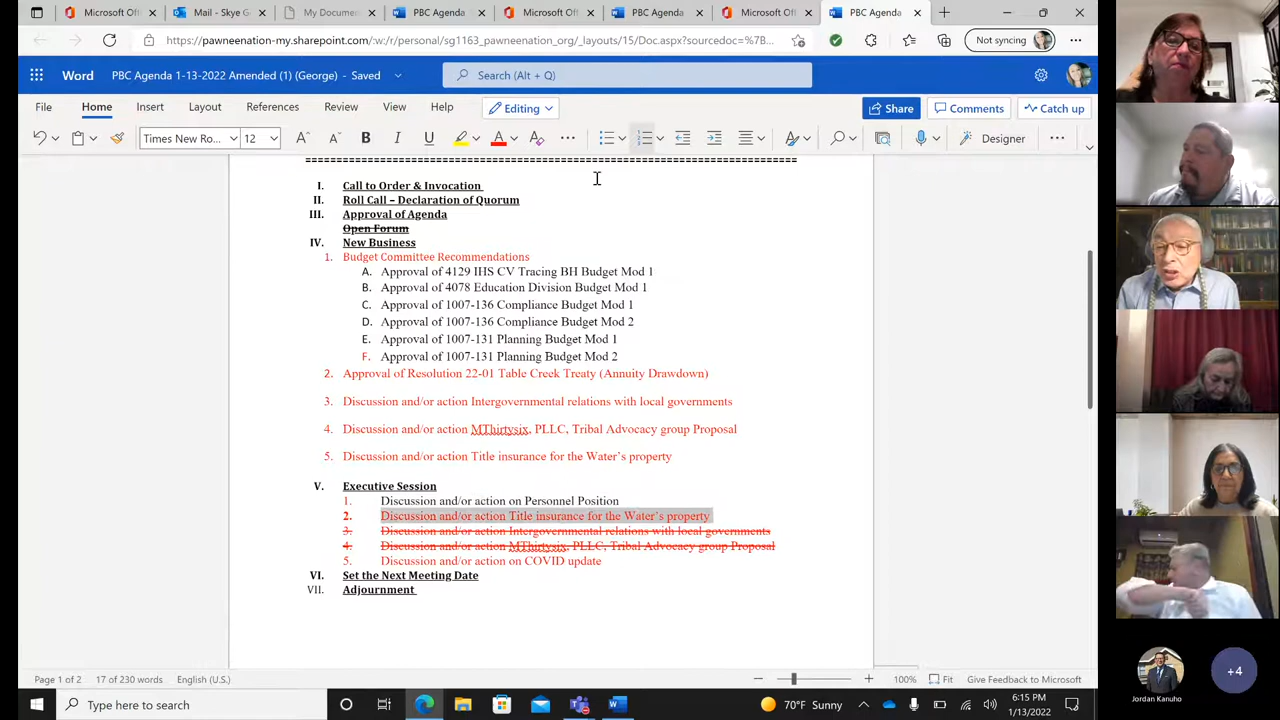 Microsoft Offic
Mail - Skye G
My Documen
PBC Agenda
Microsoft Offic
PBC Agenda
Microsoft Offic
PBC Agenda
https://pawneenation-my.sharepoint.com/:w:/r/personal/sg1163_pawneenation_org/_layouts/15/Doc.aspx?sourcedoc=%7B...
Not syncing
Word PBC Agenda 1-13-2022 Amended (1) (George) - Saved
Search (Alt + Q)
File Home Insert Layout References Review View Help Editing Share Comments Catch up
Times New Ro... 12 A A B I U A A Designer
I. Call to Order & Invocation
II. Roll Call – Declaration of Quorum
III. Approval of Agenda
Open Forum
IV. New Business
1. Budget Committee Recommendations
A. Approval of 4129 IHS CV Tracing BH Budget Mod 1
B. Approval of 4078 Education Division Budget Mod 1
C. Approval of 1007-136 Compliance Budget Mod 1
D. Approval of 1007-136 Compliance Budget Mod 2
E. Approval of 1007-131 Planning Budget Mod 1
F. Approval of 1007-131 Planning Budget Mod 2
2. Approval of Resolution 22-01 Table Creek Treaty (Annuity Drawdown)
3. Discussion and/or action Intergovernmental relations with local governments
4. Discussion and/or action MThirtysix, PLLC, Tribal Advocacy group Proposal
5. Discussion and/or action Title insurance for the Water's property
V. Executive Session
1. Discussion and/or action on Personnel Position
2. Discussion and/or action Title insurance for the Water's property
3. Discussion and/or action Intergovernmental relations with local governments
4. Discussion and/or action MThirtysix, PLLC, Tribal Advocacy group Proposal
5. Discussion and/or action on COVID update
VI. Set the Next Meeting Date
VII. Adjournment
Page 1 of 2 17 of 230 words English (U.S.) 100% Fit Give Feedback to Microsoft
Type here to search
70°F Sunny
6:15 PM
1/13/2022
Jordan Kanuho
+4